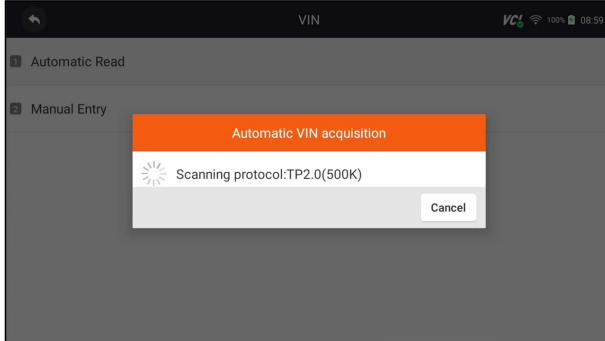 VIN
VCI
100%
08:59
1 Automatic Read
2 Manual Entry
Automatic VIN acquisition
Scanning protocol:TP2.0(500K)
Cancel